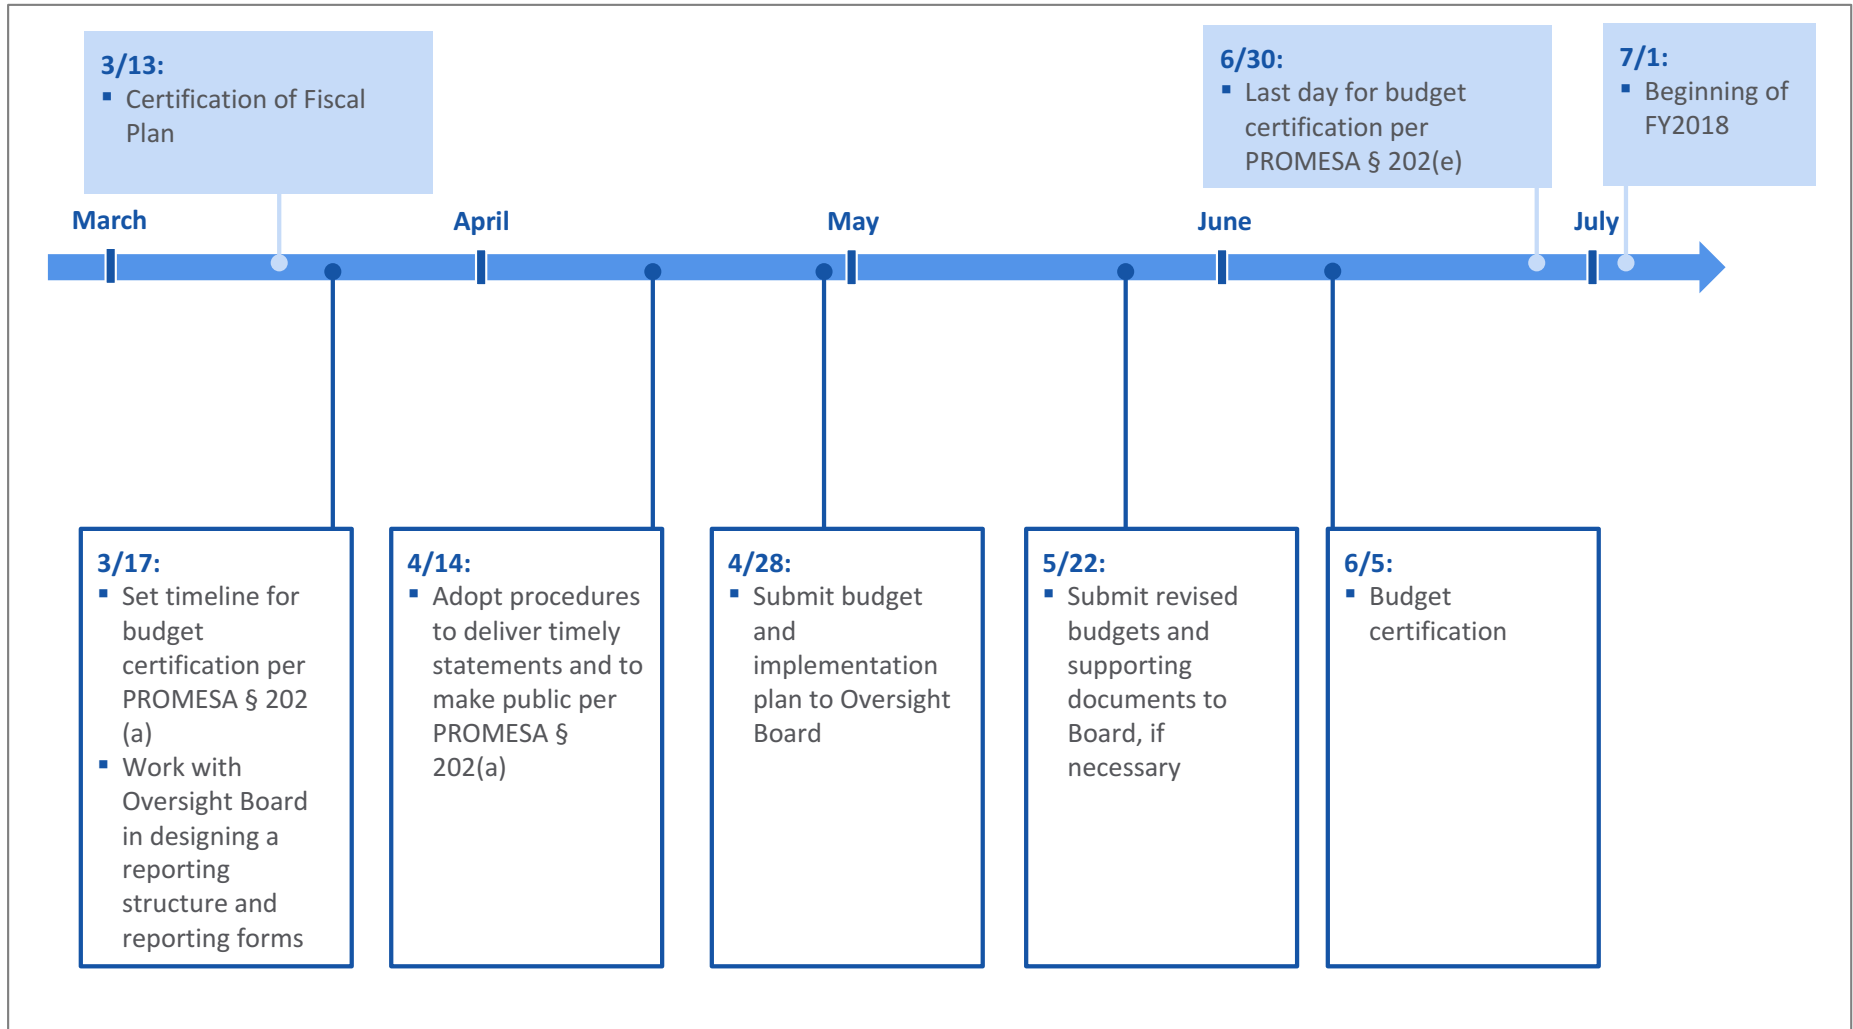 3/13:
▪ Certification of Fiscal
Plan
6/30:
▪ Last day for budget
certification per
PROMESA § 202(e)
7/1:
▪ Beginning of
FY2018
March
April
May
June
July
3/17:
▪ Set timeline for
budget
certification per
PROMESA § 202
(a)
▪ Work with
Oversight Board
in designing a
reporting
structure and
reporting forms
4/14:
▪ Adopt procedures
to deliver timely
statements and to
make public per
PROMESA §
202(a)
4/28:
▪ Submit budget
and
implementation
plan to Oversight
Board
5/22:
▪ Submit revised
budgets and
supporting
documents to
Board, if
necessary
6/5:
▪ Budget
certification